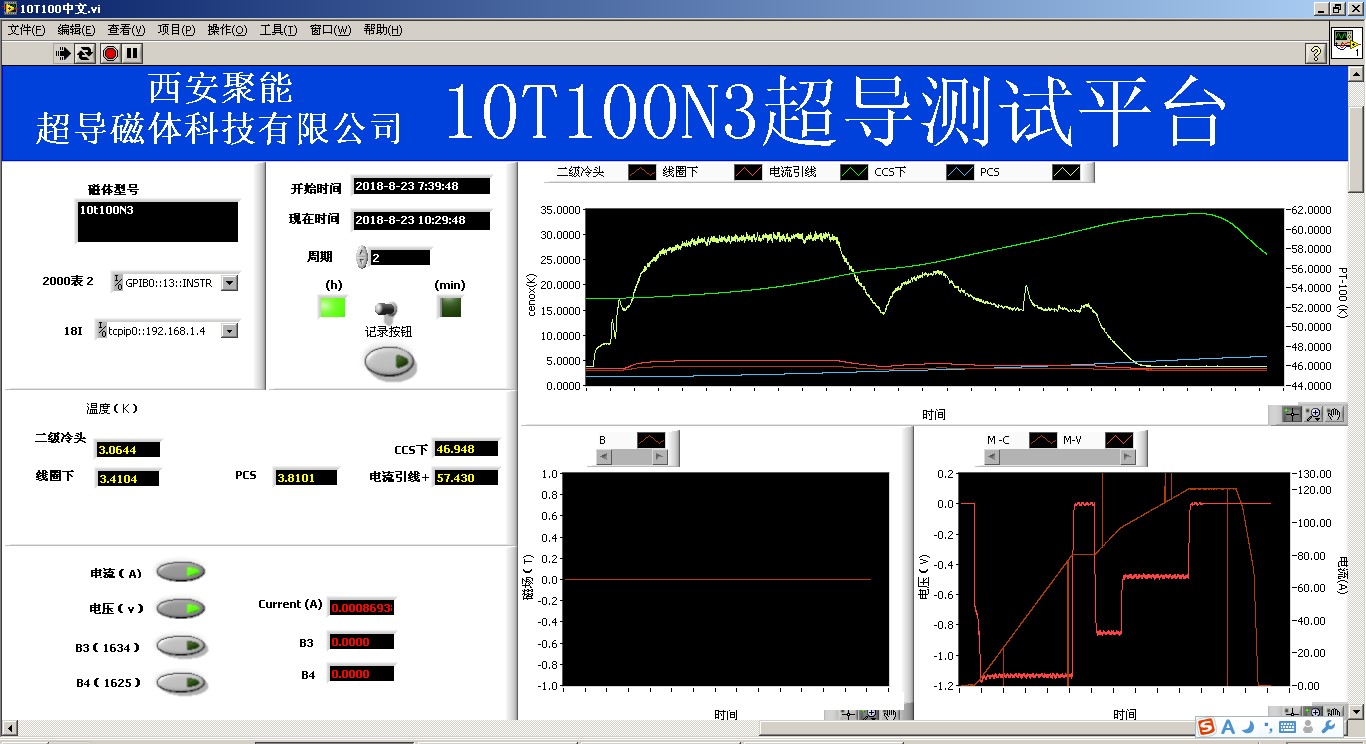 10T100中文.vi
文件(F) 编辑(E) 查看(V) 项目(P) 操作(O) 工具(T) 窗口(W) 帮助(H)
?
1
西安聚能
超导磁体科技有限公司
10T100N3超导测试平台
磁体型号
10t100N3
2000表 2
GPIB0::13::INSTR
18I
tcpip0::192.168.1.4
开始时间
2018-8-23 7:39:48
现在时间
2018-8-23 10:29:48
周期
2
(h)
(min)
记录按钮
二级冷头 线圈下 电流引线 CCS下 PCS
35.0000
30.0000
25.0000
20.0000
15.0000
10.0000
5.0000
0.0000
cenox(K)
62.0000
60.0000
58.0000
56.0000
54.0000
52.0000
50.0000
48.0000
46.0000
44.0000
PT-100 (K)
时间
温度(K)
二级冷头
3.0644
线圈下
3.4104
PCS
3.8101
CCS下
46.948
电流引线+
57.430
电流(A)
电压(v)
B3(1634)
B4(1625)
Current (A)
0.000869
B3
0.0000
B4
0.0000
B
1.0
0.8
0.6
0.4
0.2
0.0
-0.2
-0.4
-0.6
-0.8
-1.0
磁场(T)
时间
M-C
M-V
0.2
0.0
-0.2
-0.4
-0.6
-0.8
-1.0
-1.2
电压(V)
130.00
120.00
100.00
80.00
60.00
40.00
20.00
0.00
电流(A)
时间
S A